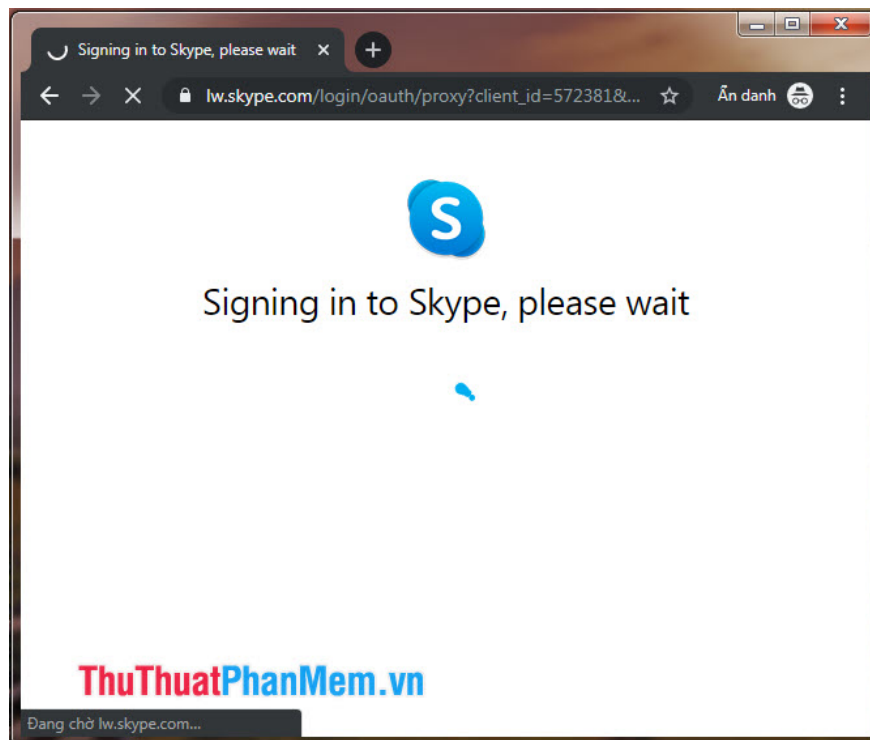 Signing in to Skype, please wait
lw.skype.com/login/oauth/proxy?client_id=572381&...
Ẩn danh
S
Signing in to Skype, please wait
ThuThuatPhanMem.vn
Đang chờ lw.skype.com...